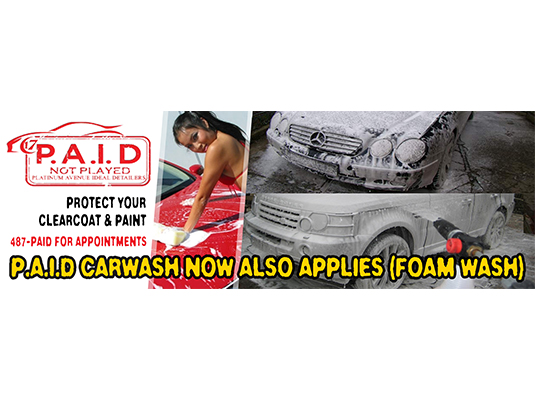 17
P.A.I.D
NOT PLAYED
PLATINUM AVENUE IDEAL DETAILERS
PROTECT YOUR
CLEARCOAT & PAINT
487-PAID FOR APPOINTMENTS
P.A.I.D CARWASH NOW ALSO APPLIES (FOAM WASH)